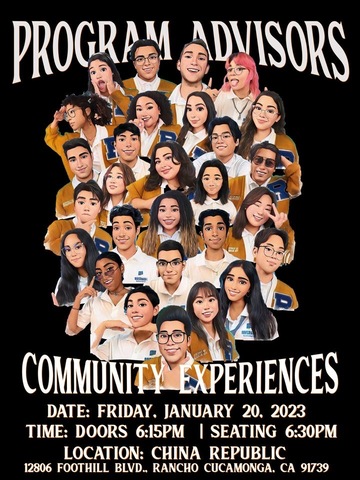 PROGRAM ADVISORS
COMMUNITY EXPERIENCES
DATE: FRIDAY, JANUARY 20, 2023
TIME: DOORS 6:15PM | SEATING 6:30PM
LOCATION: CHINA REPUBLIC
12806 FOOTHILL BLVD., RANCHO CUCAMONGA, CA 91739